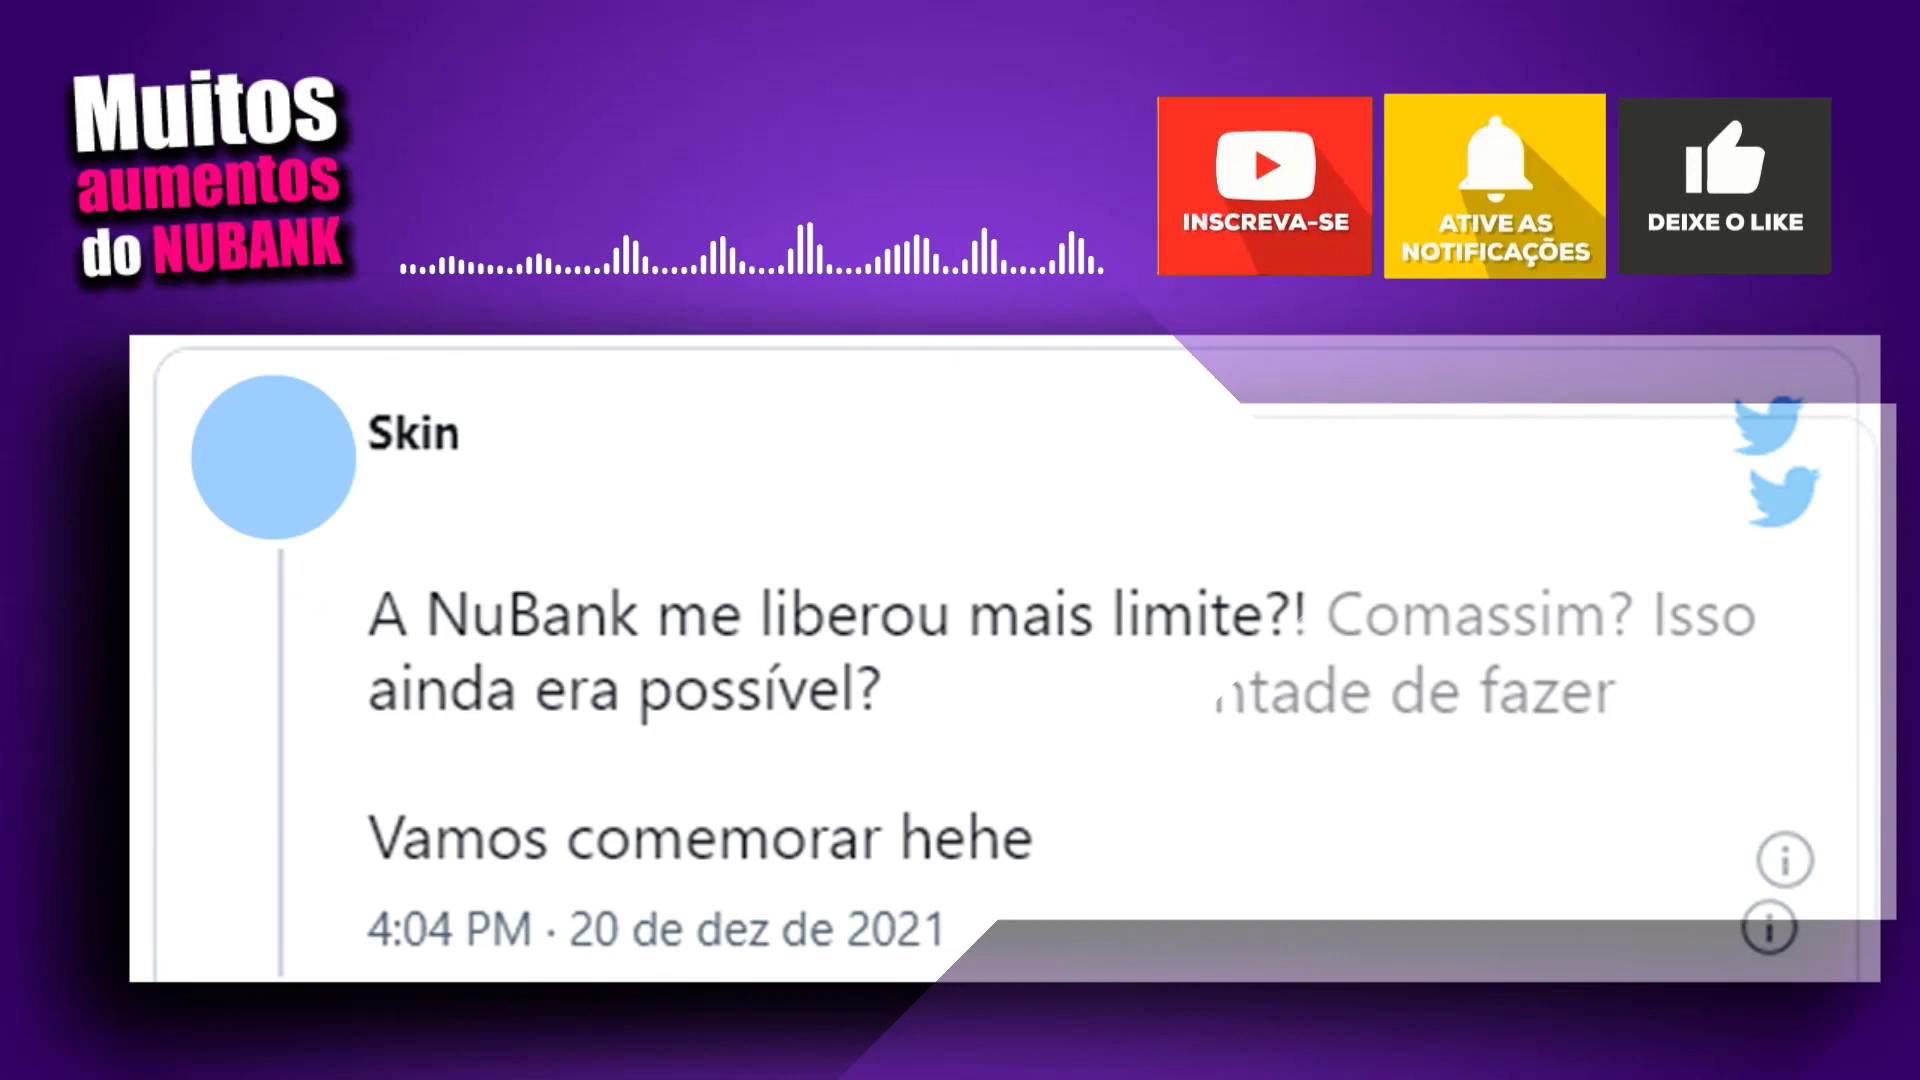 Muitos
aumentos
do NUBANK
INSCREVA-SE
ATIVE AS
NOTIFICAÇÕES
DEIXE O LIKE
Skin
A NuBank me liberou mais limite?! Comassim? Isso
ainda era possível? ntade de fazer
Vamos comemorar hehe
4:04 PM · 20 de dez de 2021